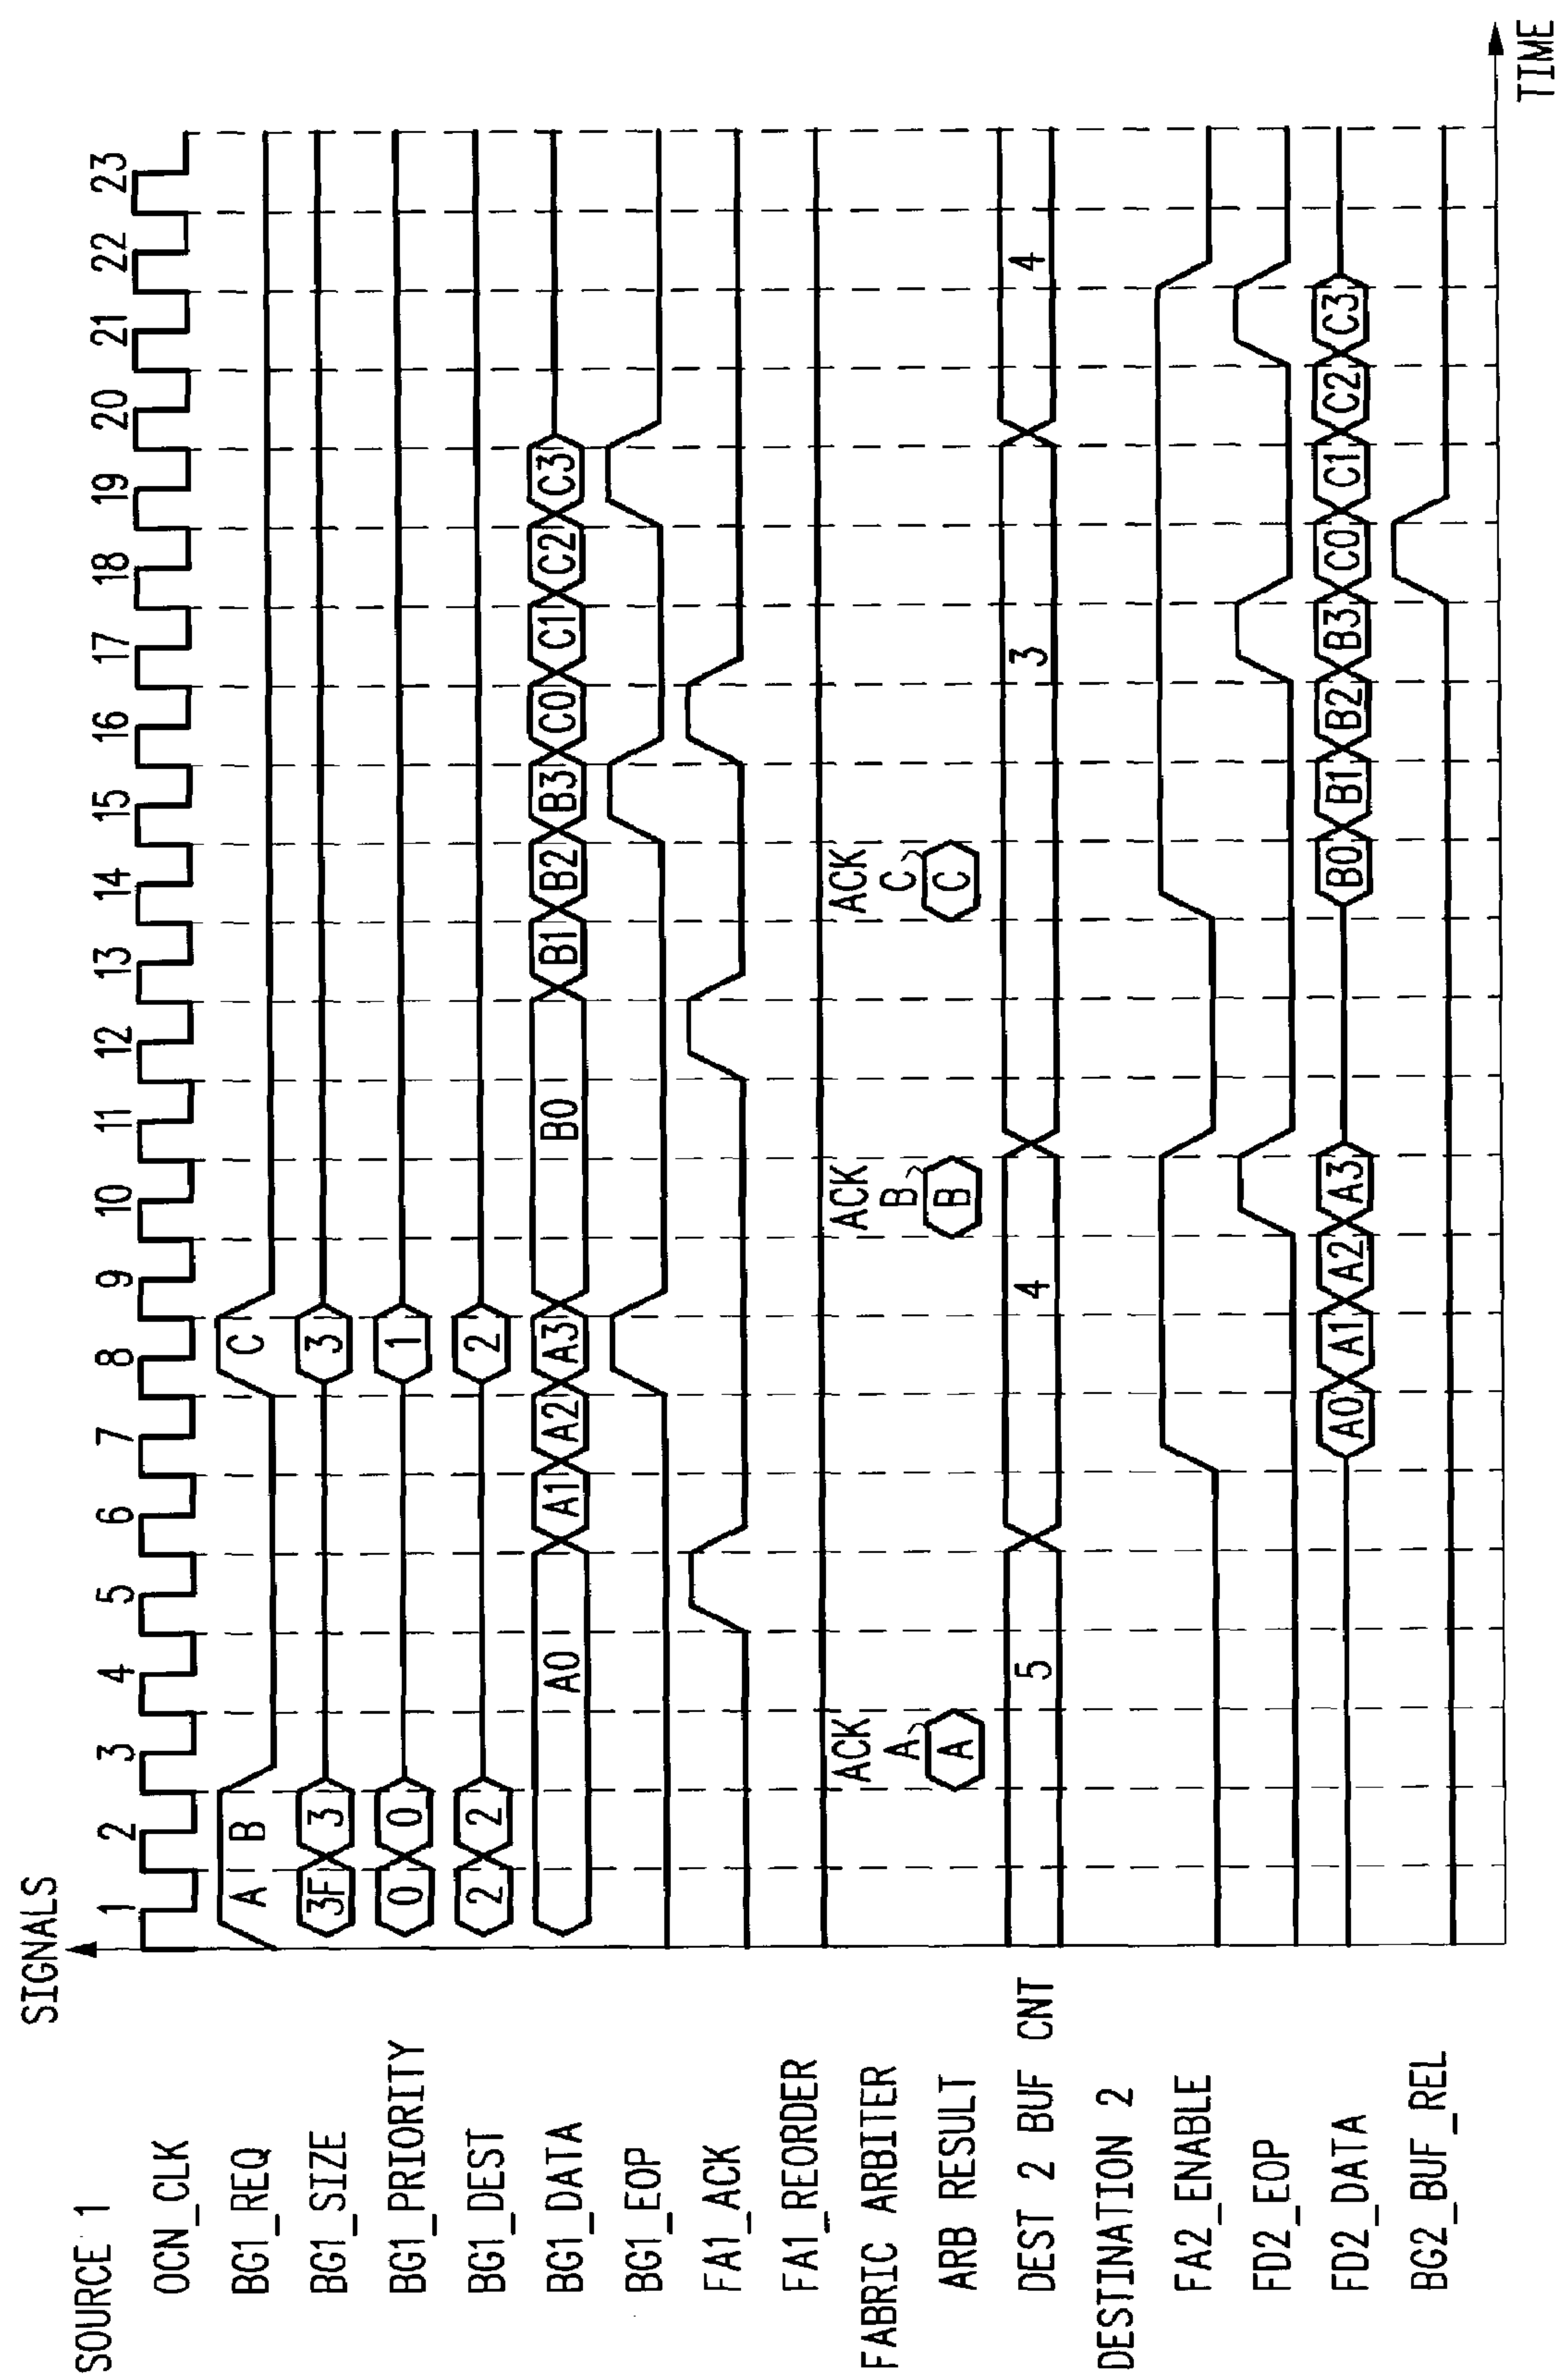 SIGNALS
SOURCE 1
1 2 3 4 5 6 7 8 9 10 11 12 13 14 15 16 17 18 19 20 21 22 23
OCN_CLK
BG1_REQ A B C
BG1_SIZE 3F 3 3
BG1_PRIORITY 0 0 1
BG1_DEST 2 2 2
BG1_DATA A0 A1 A2 A3 B0 B1 B2 B3 C0 C1 C2 C3
BG1_EOP
FA1_ACK
FA1_REORDER
FABRIC ARBITER ACK ACK ACK
A B C
ARB RESULT A B C
DEST 2 BUF CNT 5 4 3 4
DESTINATION 2
FA2_ENABLE
FD2_EOP
FD2_DATA A0 A1 A2 A3 B0 B1 B2 B3 C0 C1 C2 C3
BG2_BUF_REL
TIME